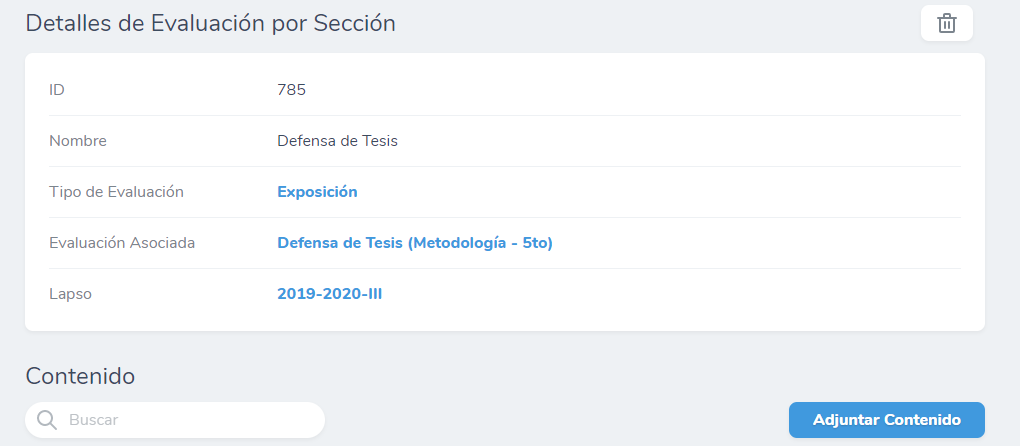 Detalles de Evaluación por Sección
ID 785
Nombre Defensa de Tesis
Tipo de Evaluación Exposición
Evaluación Asociada Defensa de Tesis (Metodología - 5to)
Lapso 2019-2020-III
Contenido
Buscar Adjuntar Contenido